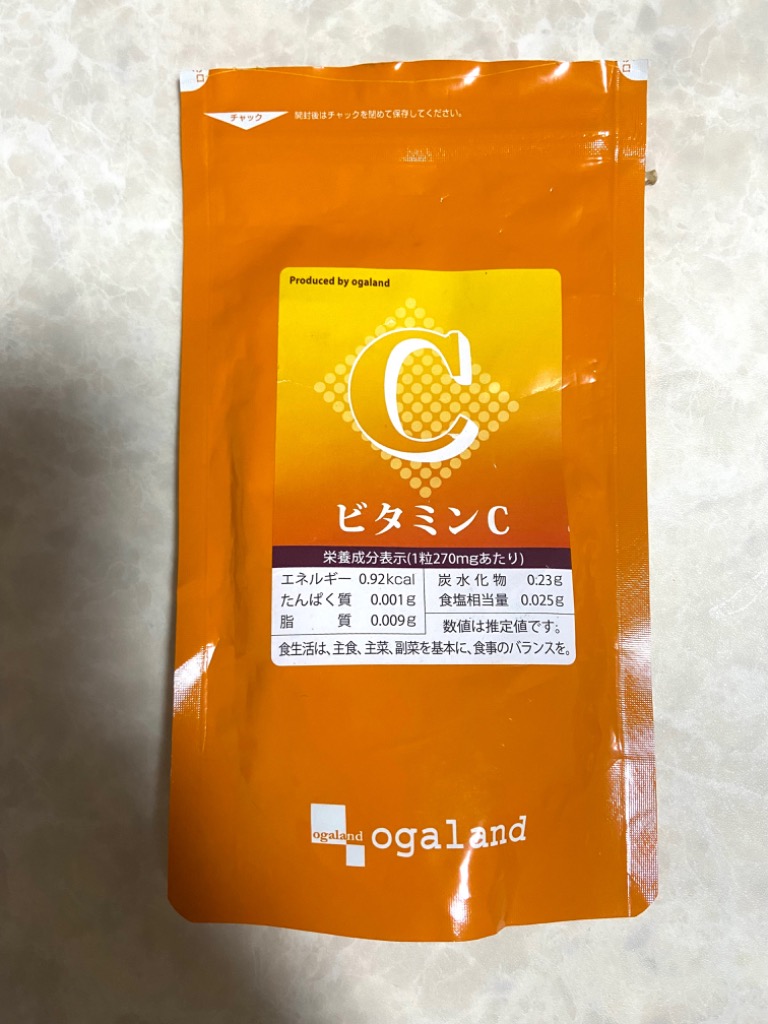 チャック
開封後はチャックを閉めて保存してください。
Produced by ogaland
C
ビタミンC
栄養成分表示(1粒270mgあたり)
エネルギー 0.92kcal
たんぱく質 0.001g
脂質 0.009g
炭水化物 0.23g
食塩相当量 0.025g
数値は推定値です。
食生活は、主食、主菜、副菜を基本に、食事のバランスを。
ogaland
ogaland